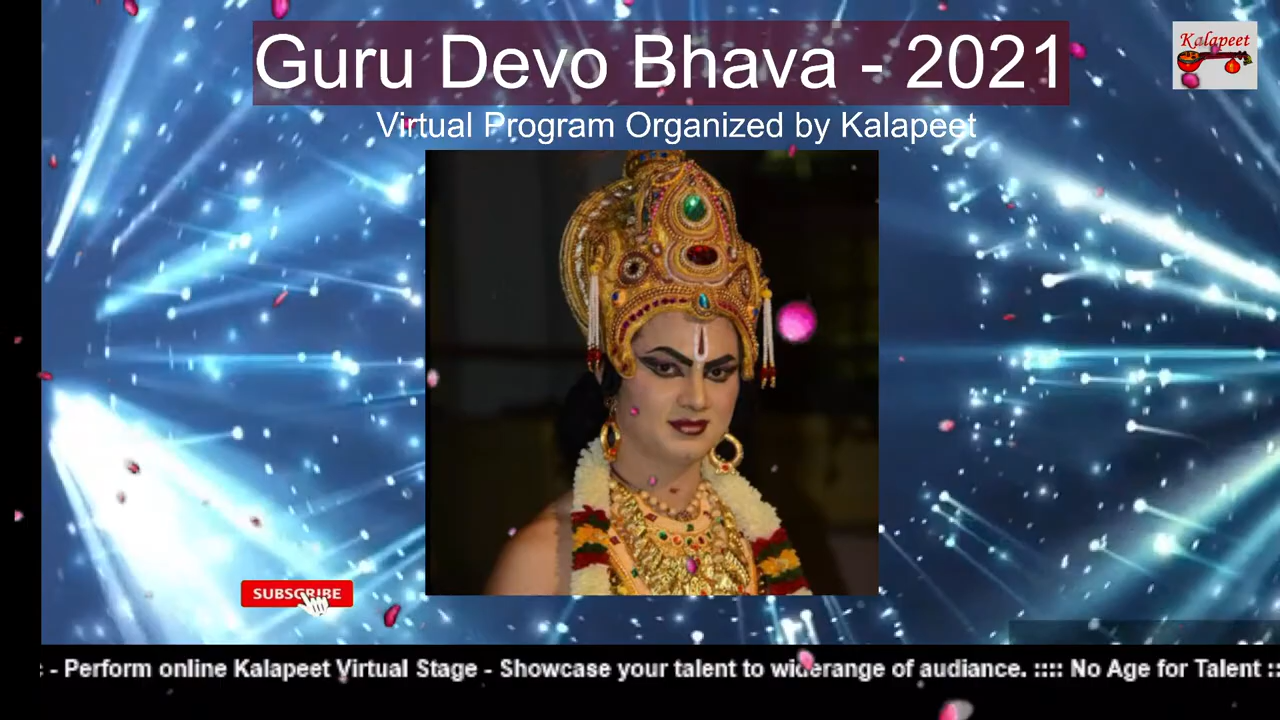 Guru Devo Bhava - 2021
Kalapeet
Virtual Program Organized by Kalapeet
SUBSCRIBE
- Perform online Kalapeet Virtual Stage - Showcase your talent to widerange of audiance. :::: No Age for Talent ::